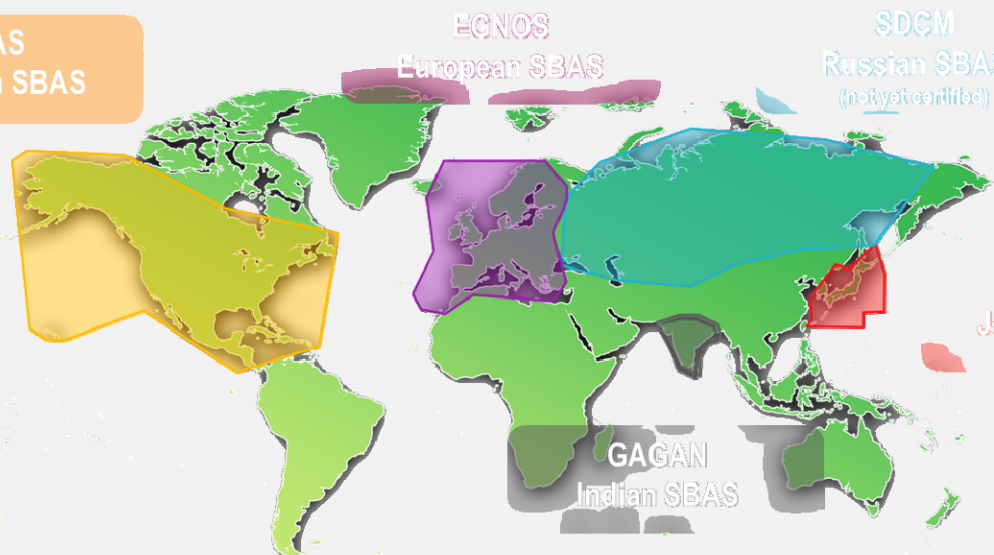 AS
SBAS
EGNOS
European SBAS
SDCM
Russian SBAS
(not yet certified)
J
GAGAN
Indian SBAS